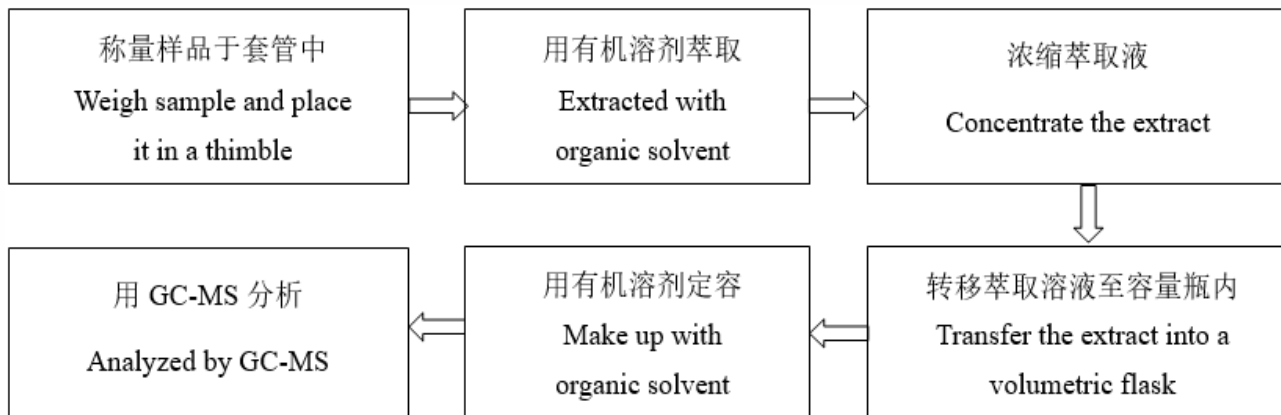 称量样品于套管中
Weigh sample and place
it in a thimble
用有机溶剂萃取
Extracted with
organic solvent
浓缩萃取液
Concentrate the extract
转移萃取溶液至容量瓶内
Transfer the extract into a
volumetric flask
用有机溶剂定容
Make up with
organic solvent
用 GC-MS 分析
Analyzed by GC-MS